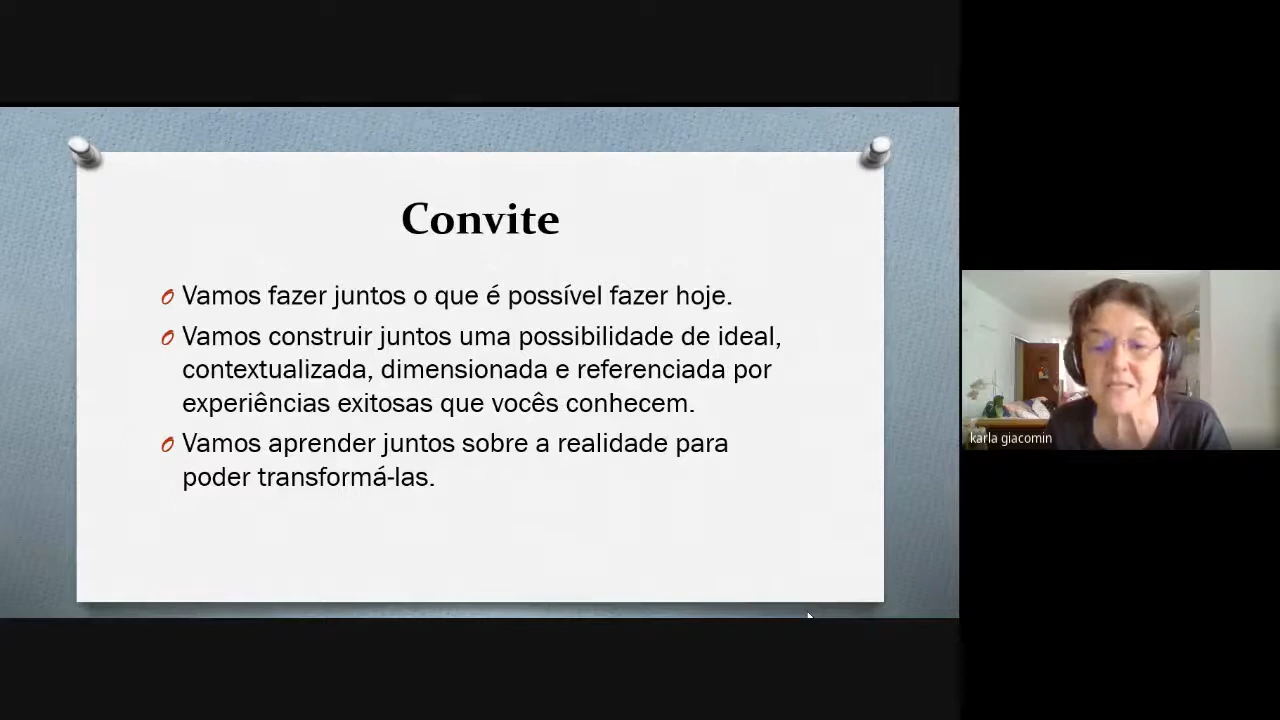 Convite
Vamos fazer juntos o que é possível fazer hoje.
Vamos construir juntos uma possibilidade de ideal,
contextualizada, dimensionada e referenciada por
experiências exitosas que vocês conhecem.
Vamos aprender juntos sobre a realidade para
poder transformá-las.
karla giacomin